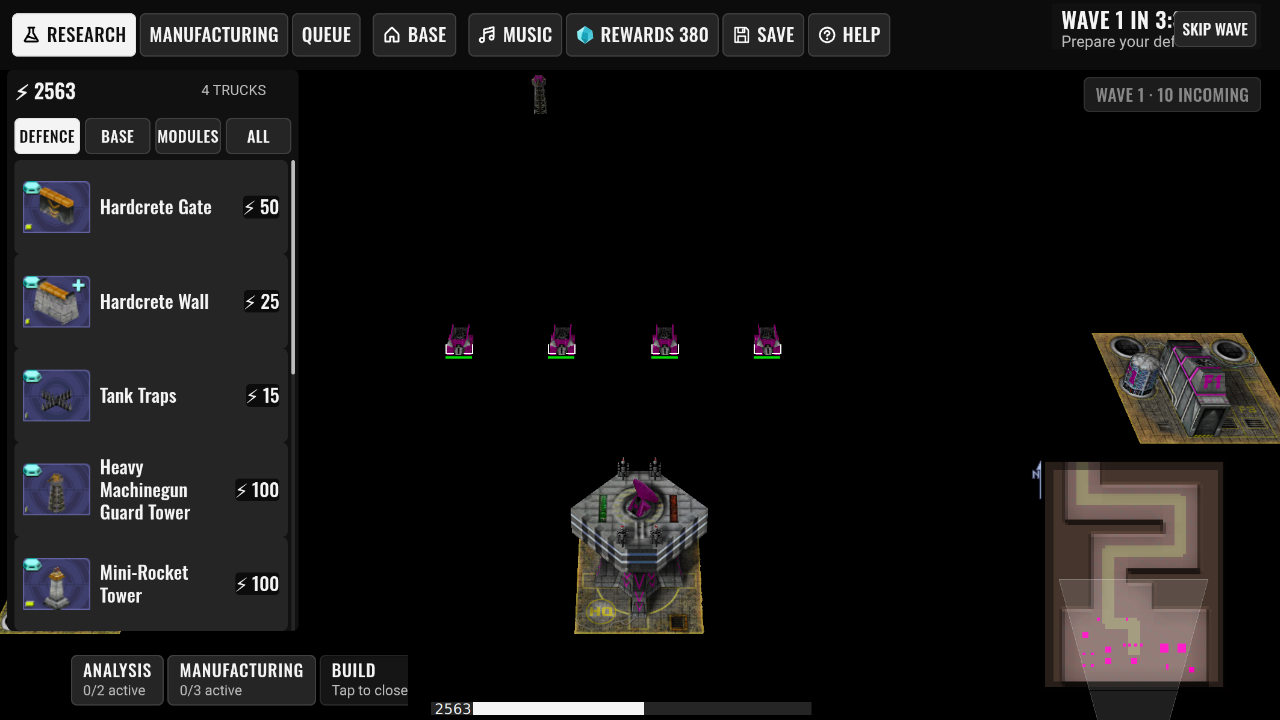 RESEARCH
MANUFACTURING
QUEUE
BASE
MUSIC
REWARDS 380
SAVE
HELP
WAVE 1 IN 3:
Prepare your def
SKIP WAVE
2563
4 TRUCKS
WAVE 1 · 10 INCOMING
DEFENCE
BASE
MODULES
ALL
Hardcrete Gate
50
Hardcrete Wall
25
Tank Traps
15
Heavy
Machinegun
Guard Tower
100
Mini-Rocket
Tower
100
HQ
N
ANALYSIS
0/2 active
MANUFACTURING
0/3 active
BUILD
Tap to close
2563